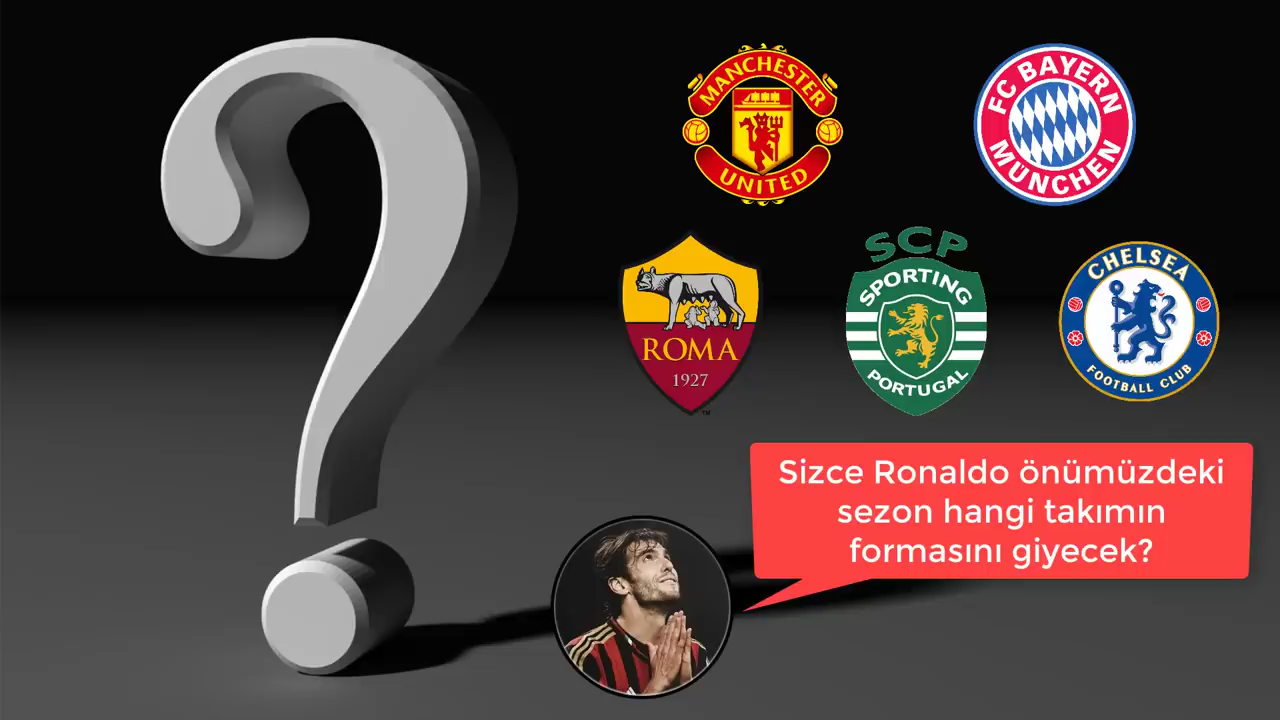 MANCHESTER
UNITED
FC BAYERN
MÜNCHEN
ROMA
1927
TM
SCP
SPORTING
PORTUGAL
CHELSEA
FOOTBALL CLUB
Sizce Ronaldo önümüzdeki
sezon hangi takımın
formasını giyecek?